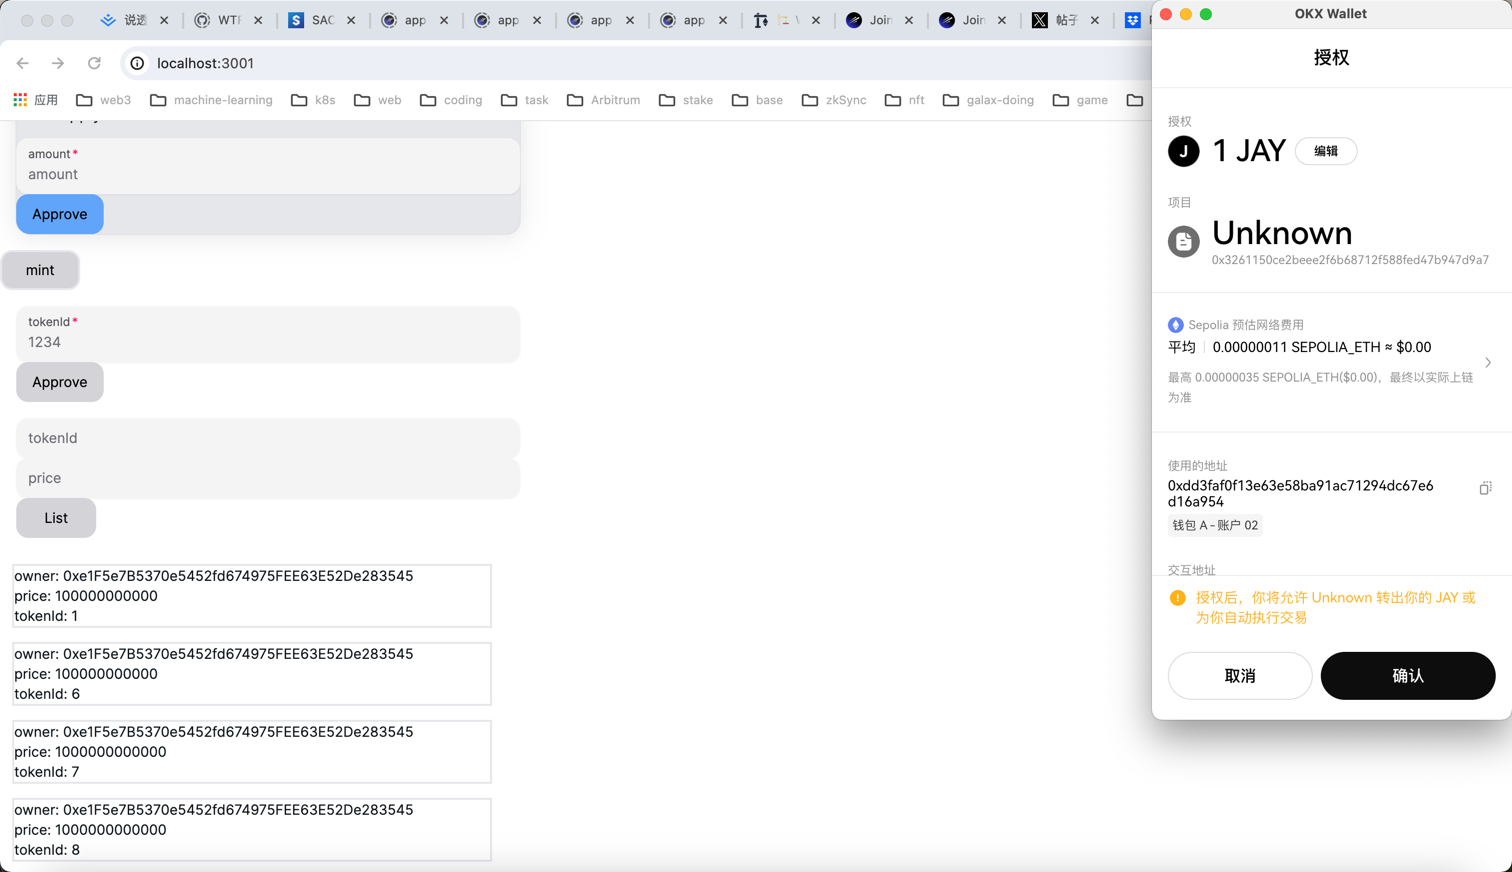 说透
WTF
SAC
app
app
app
app
Join
Join
帖子
localhost:3001
应用
web3
machine-learning
k8s
web
coding
task
Arbitrum
stake
base
zkSync
nft
galax-doing
game
amount*
amount
Approve
mint
tokenId*
1234
Approve
tokenId
price
List
owner: 0xe1F5e7B5370e5452fd674975FEE63E52De283545
price: 100000000000
tokenId: 1
owner: 0xe1F5e7B5370e5452fd674975FEE63E52De283545
price: 100000000000
tokenId: 6
owner: 0xe1F5e7B5370e5452fd674975FEE63E52De283545
price: 1000000000000
tokenId: 7
owner: 0xe1F5e7B5370e5452fd674975FEE63E52De283545
price: 1000000000000
tokenId: 8
OKX Wallet
授权
授权
J
1 JAY
编辑
项目
Unknown
0x3261150ce2beee2f6b68712f588fed47b947d9a7
Sepolia 预估网络费用
平均 0.00000011 SEPOLIA_ETH ≈ $0.00
最高 0.00000035 SEPOLIA_ETH($0.00)，最终以实际上链
为准
使用的地址
0xdd3faf0f13e63e58ba91ac71294dc67e6
d16a954
钱包 A - 账户 02
交互地址
授权后，你将允许 Unknown 转出你的 JAY 或
为你自动执行交易
取消
确认